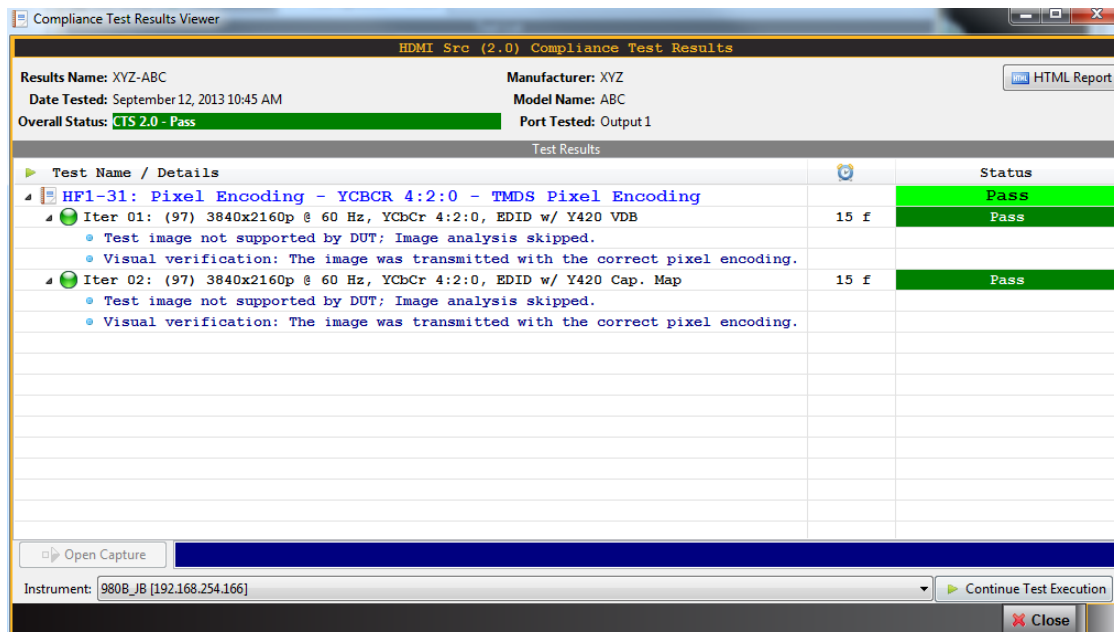 Compliance Test Results Viewer
HDMI Src (2.0) Compliance Test Results
Results Name: XYZ-ABC
Manufacturer: XYZ
HTML Report
Date Tested: September 12, 2013 10:45 AM
Model Name: ABC
Overall Status: CTS 2.0 - Pass
Port Tested: Output 1
Test Results
Test Name / Details
Status
HF1-31: Pixel Encoding - YCBCR 4:2:0 - TMDS Pixel Encoding
Pass
Iter 01: (97) 3840x2160p @ 60 Hz, YCbCr 4:2:0, EDID w/ Y420 VDB
15 f
Pass
Test image not supported by DUT; Image analysis skipped.
Visual verification: The image was transmitted with the correct pixel encoding.
Iter 02: (97) 3840x2160p @ 60 Hz, YCbCr 4:2:0, EDID w/ Y420 Cap. Map
15 f
Pass
Test image not supported by DUT; Image analysis skipped.
Visual verification: The image was transmitted with the correct pixel encoding.
Open Capture
Instrument: 980B_JB [192.168.254.166]
Continue Test Execution
Close